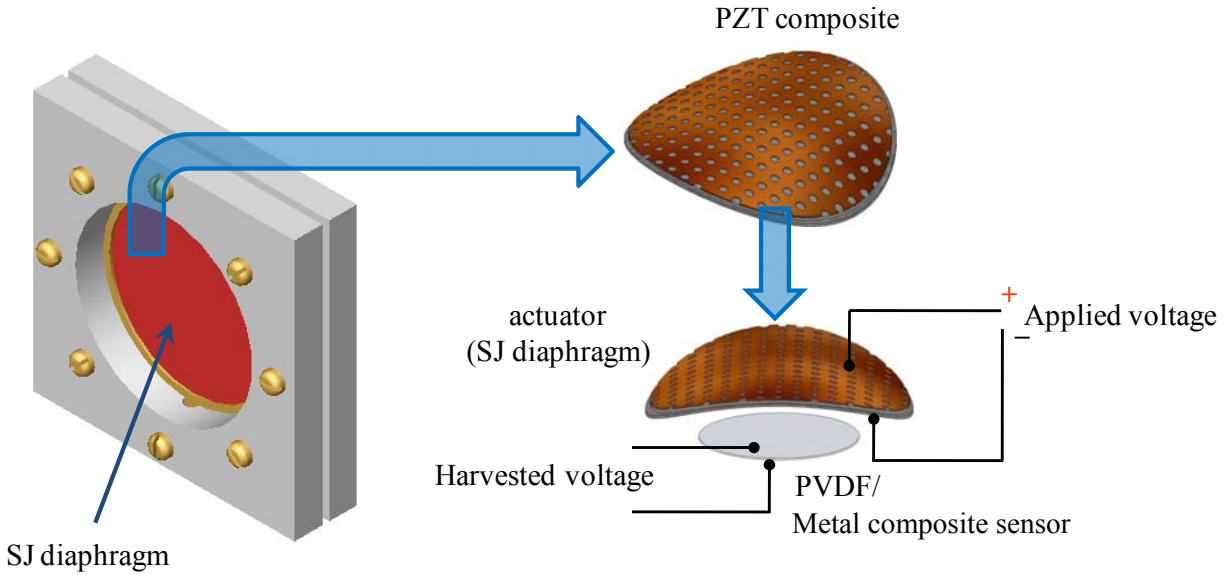 PZT composite
actuator
(SJ diaphragm)
+
Applied voltage
−
Harvested voltage
PVDF/
Metal composite sensor
SJ diaphragm